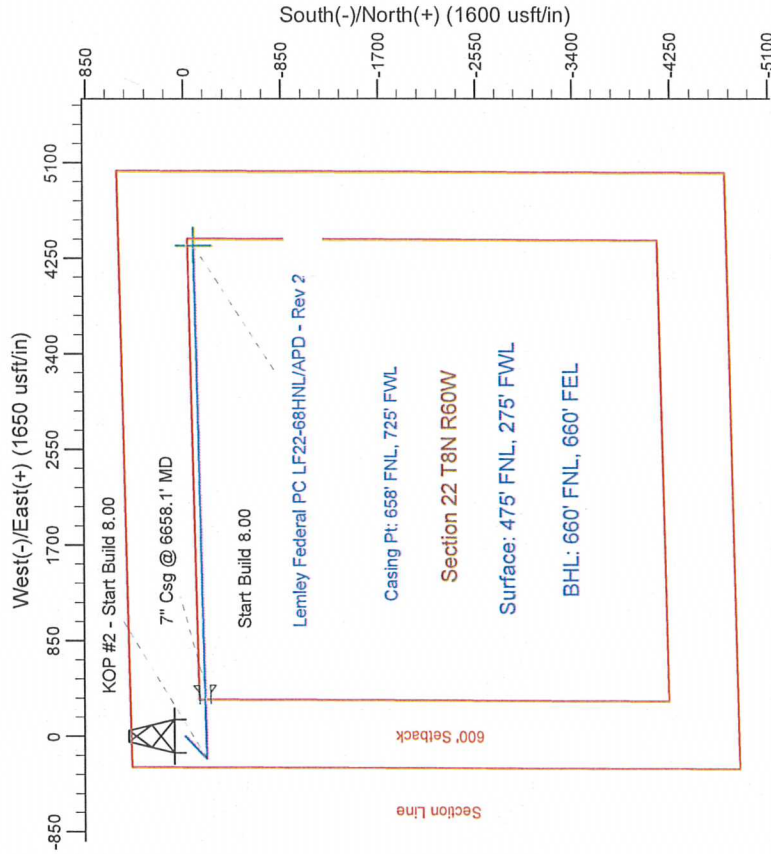 South(-)/North(+) (1600 usft/in)
850
0
-850
-1700
-2550
-3400
-4250
-5100
West(-)/East(+) (1650 usft/in)
5100
4250
3400
2550
1700
850
0
-850
KOP #2 - Start Build 8.00
7" Csg @ 6658.1' MD
Start Build 8.00
Lemley Federal PC LF22-68HNL/APD - Rev 2
Casing Pt: 658' FNL, 725' FWL
Section 22 T8N R60W
Surface: 475' FNL, 275' FWL
BHL: 660' FNL, 660' FEL
600' Setback
Section Line